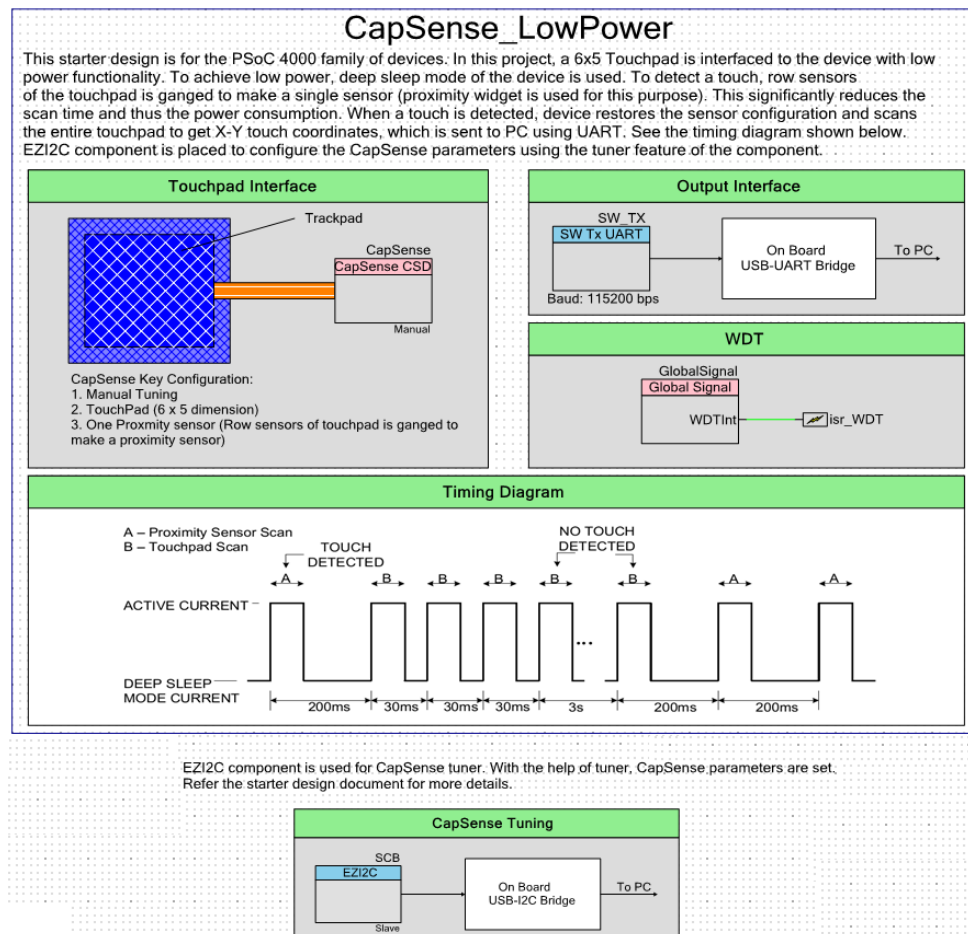 CapSense_LowPower
This starter design is for the PSoC 4000 family of devices. In this project, a 6x5 Touchpad is interfaced to the device with low
power functionality. To achieve low power, deep sleep mode of the device is used. To detect a touch, row sensors
of the touchpad is ganged to make a single sensor (proximity widget is used for this purpose). This significantly reduces the
scan time and thus the power consumption. When a touch is detected, device restores the sensor configuration and scans
the entire touchpad to get X-Y touch coordinates, which is sent to PC using UART. See the timing diagram shown below.
EZI2C component is placed to configure the CapSense parameters using the tuner feature of the component.
Touchpad Interface
Trackpad
CapSense
CapSense CSD
Manual
CapSense Key Configuration:
1. Manual Tuning
2. TouchPad (6 x 5 dimension)
3. One Proxmity sensor (Row sensors of touchpad is ganged to
make a proximity sensor)
Output Interface
SW_TX
SW Tx UART
Baud: 115200 bps
On Board
USB-UART Bridge
To PC
WDT
GlobalSignal
Global Signal
WDTInt
isr_WDT
Timing Diagram
A – Proximity Sensor Scan
B – Touchpad Scan
TOUCH
DETECTED
NO TOUCH
DETECTED
A B B B B B A A
ACTIVE CURRENT
...
DEEP SLEEP
MODE CURRENT
200ms 30ms 30ms 30ms 3s 200ms 200ms
EZI2C component is used for CapSense tuner. With the help of tuner, CapSense parameters are set.
Refer the starter design document for more details.
CapSense Tuning
SCB
EZI2C
Slave
On Board
USB-I2C Bridge
To PC